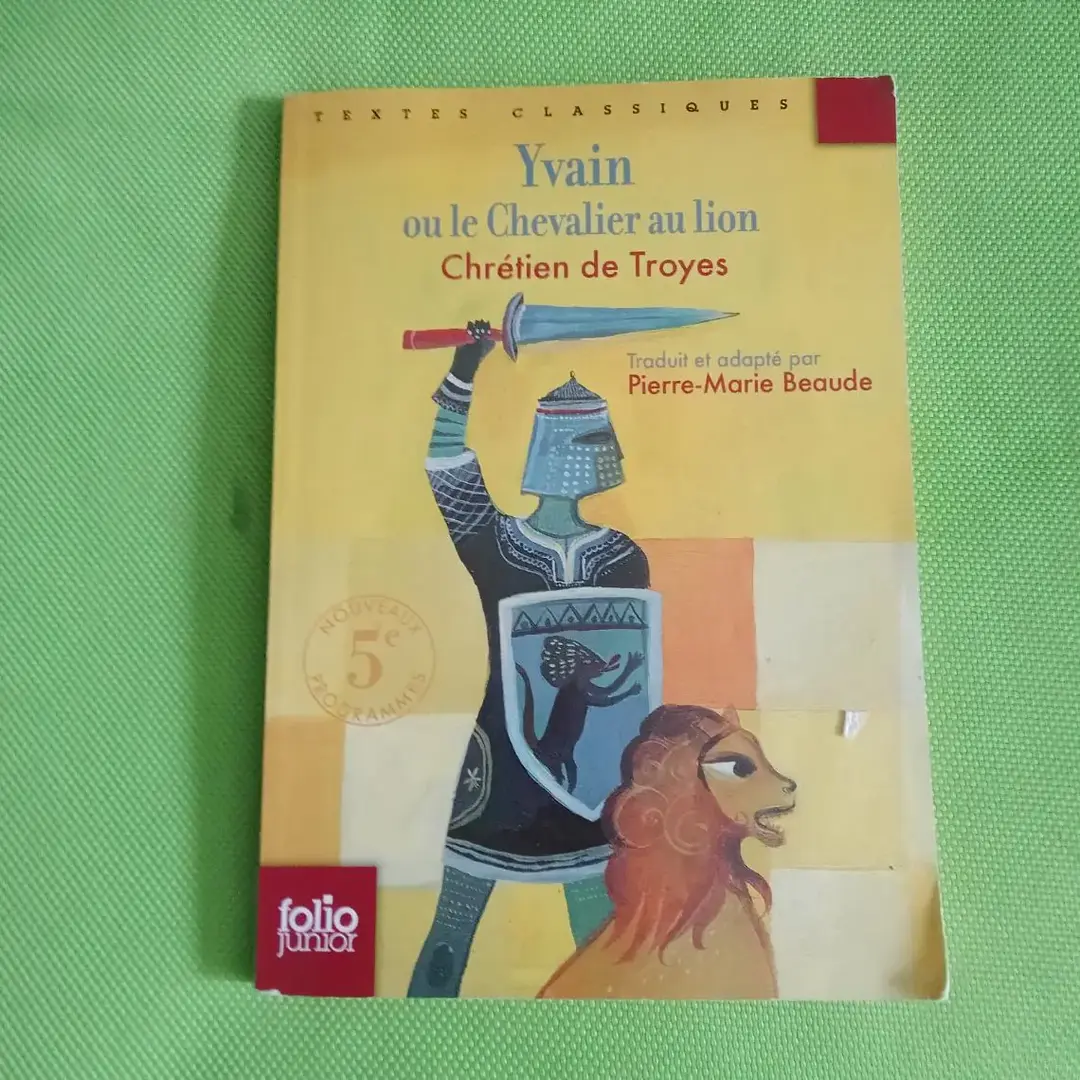 TEXTES CLASSIQUES
Yvain
ou le Chevalier au lion
Chrétien de Troyes
Traduit et adapté par
Pierre-Marie Beaude
NOUVEAUX
5e
PROGRAMMES
folio
junior